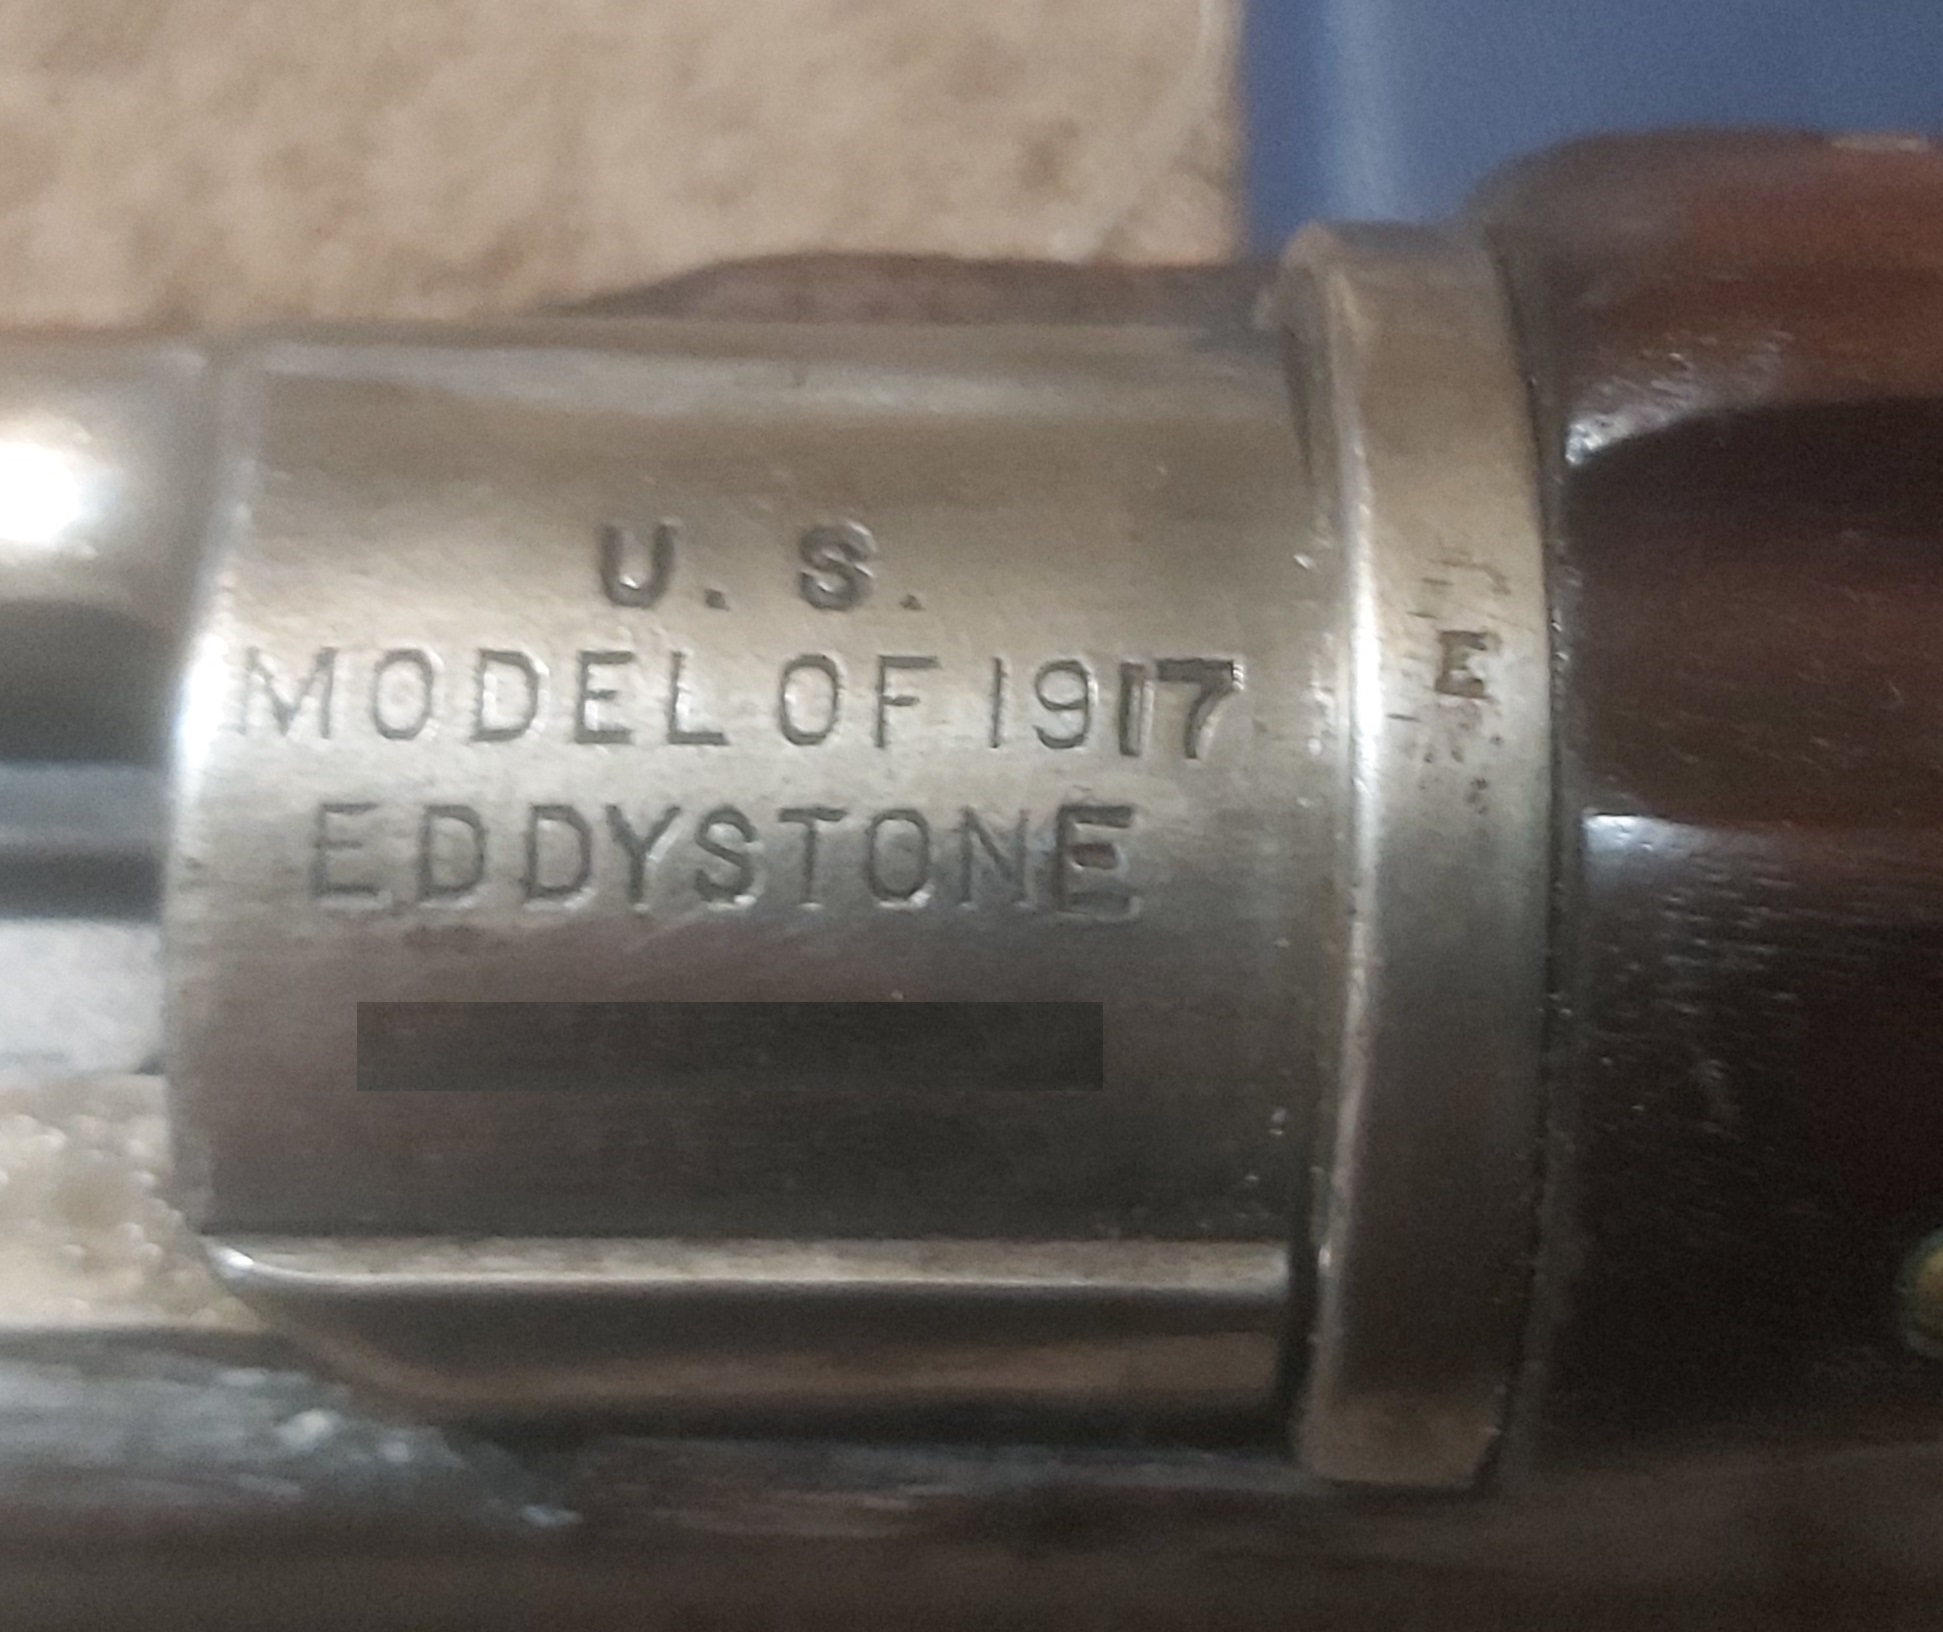 U. S.
MODEL OF 1917
EDDYSTONE
E